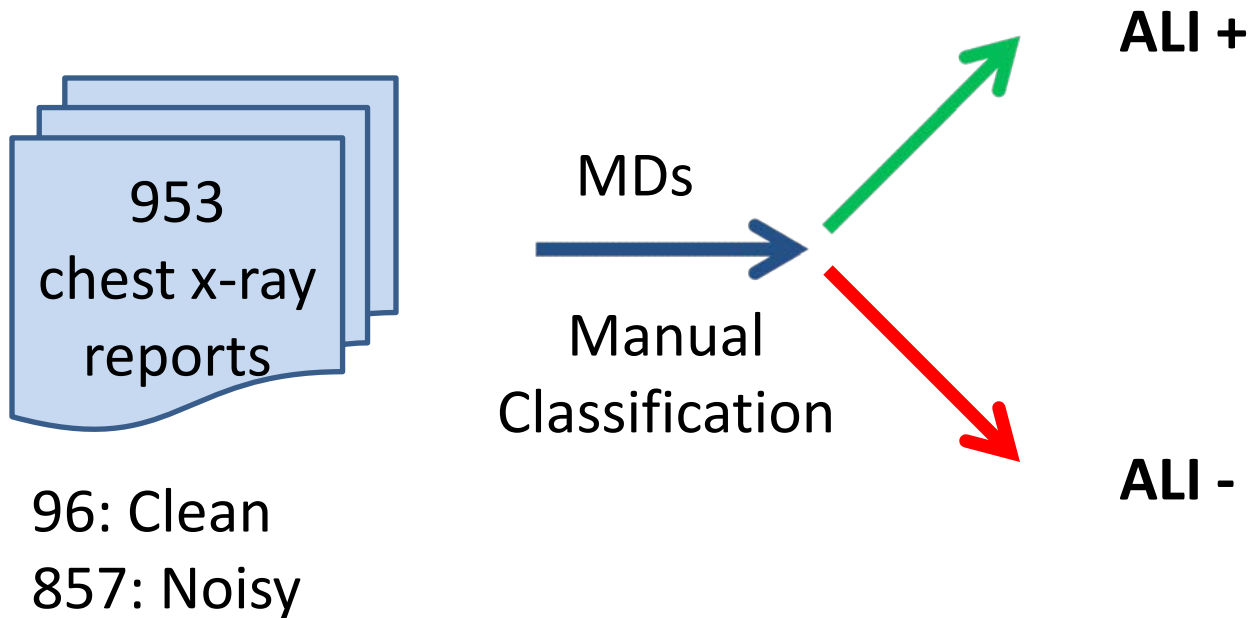 953
chest x-ray
reports
96: Clean
857: Noisy
MDs
Manual
Classification
ALI +
ALI -